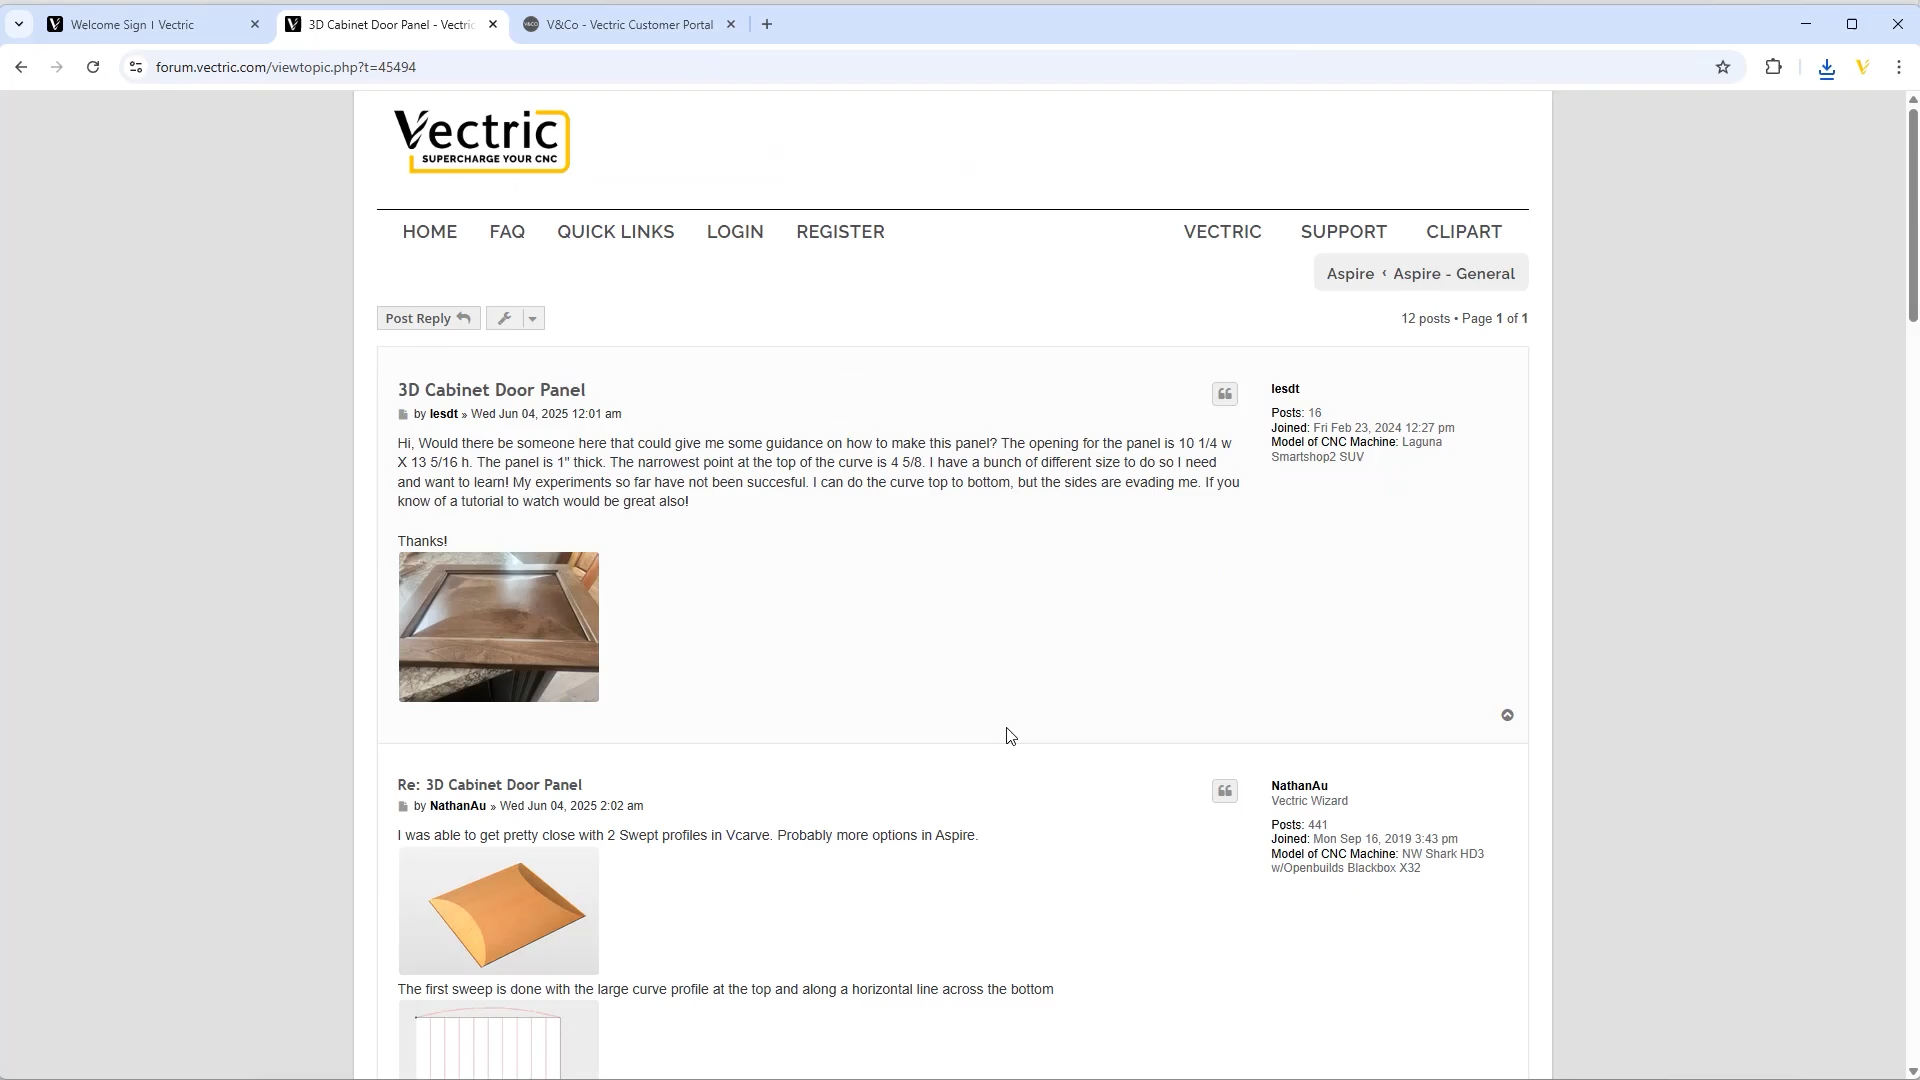 Welcome Sign | Vectric
3D Cabinet Door Panel - Vectric
V&Co - Vectric Customer Portal
forum.vectric.com/viewtopic.php?t=45494
Vectric
SUPERCHARGE YOUR CNC
HOME FAQ QUICK LINKS LOGIN REGISTER VECTRIC SUPPORT CLIPART
Aspire ‹ Aspire - General
Post Reply
12 posts • Page 1 of 1
3D Cabinet Door Panel
by lesdt » Wed Jun 04, 2025 12:01 am
Hi, Would there be someone here that could give me some guidance on how to make this panel? The opening for the panel is 10 1/4 w
X 13 5/16 h. The panel is 1" thick. The narrowest point at the top of the curve is 4 5/8. I have a bunch of different size to do so I need
and want to learn! My experiments so far have not been succesful. I can do the curve top to bottom, but the sides are evading me. If you
know of a tutorial to watch would be great also!
Thanks!
lesdt
Posts: 16
Joined: Fri Feb 23, 2024 12:27 pm
Model of CNC Machine: Laguna
Smartshop2 SUV
Re: 3D Cabinet Door Panel
by NathanAu » Wed Jun 04, 2025 2:02 am
I was able to get pretty close with 2 Swept profiles in Vcarve. Probably more options in Aspire.
The first sweep is done with the large curve profile at the top and along a horizontal line across the bottom
NathanAu
Vectric Wizard
Posts: 441
Joined: Mon Sep 16, 2019 3:43 pm
Model of CNC Machine: NW Shark HD3
w/Openbuilds Blackbox X32